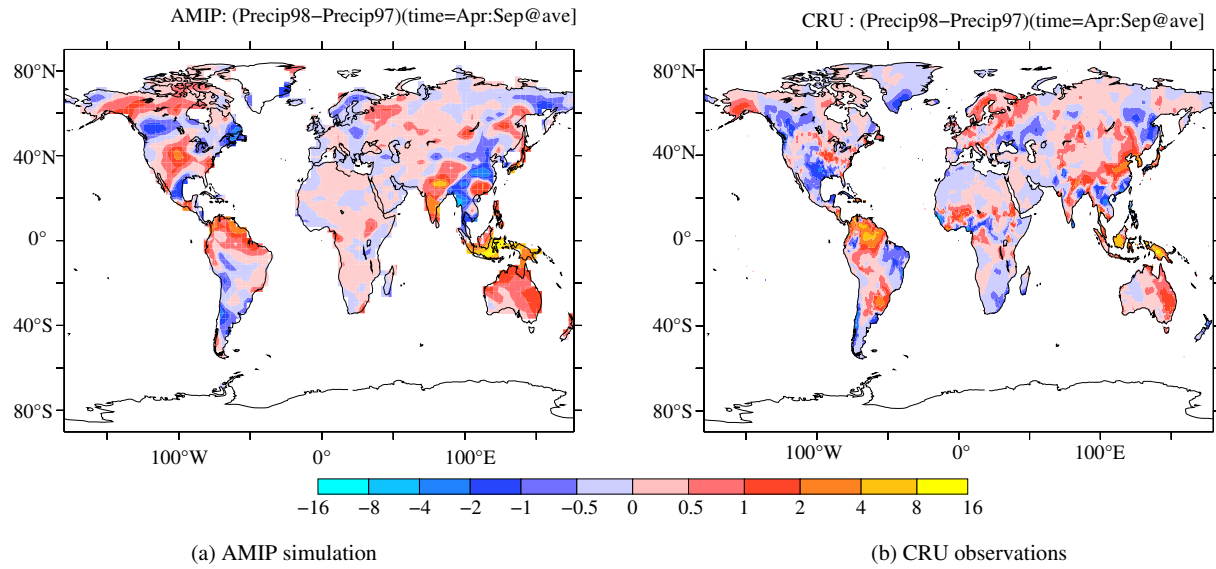 AMIP: (Precip98−Precip97)(time=Apr:Sep@ave]
CRU : (Precip98−Precip97)(time=Apr:Sep@ave]
80°N
40°N
0°
40°S
80°S
100°W 0° 100°E
80°N
40°N
0°
40°S
80°S
100°W 0° 100°E
−16 −8 −4 −2 −1 −0.5 0 0.5 1 2 4 8 16
(a) AMIP simulation
(b) CRU observations